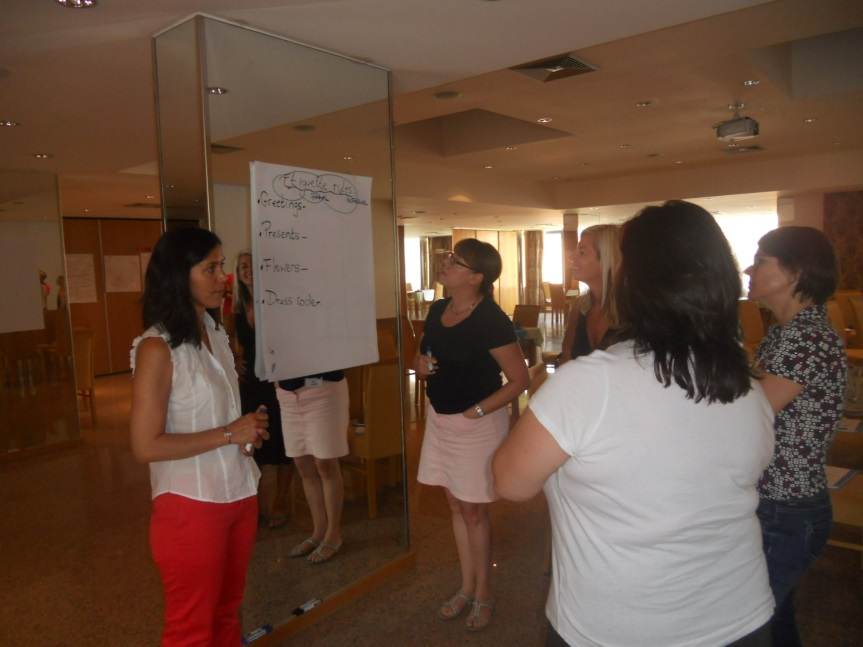 Etiquette rules
• Greetings-
• Presents -
• Flowers -
• Dress code -